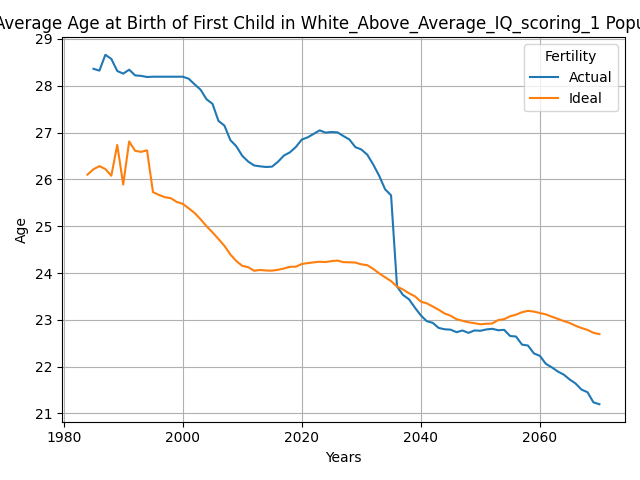 Average Age at Birth of First Child in White_Above_Average_IQ_scoring_1
29
28
27
26
25
24
23
22
21
Age
Fertility
Actual
Ideal
1980
2000
2020
2040
2060
Years